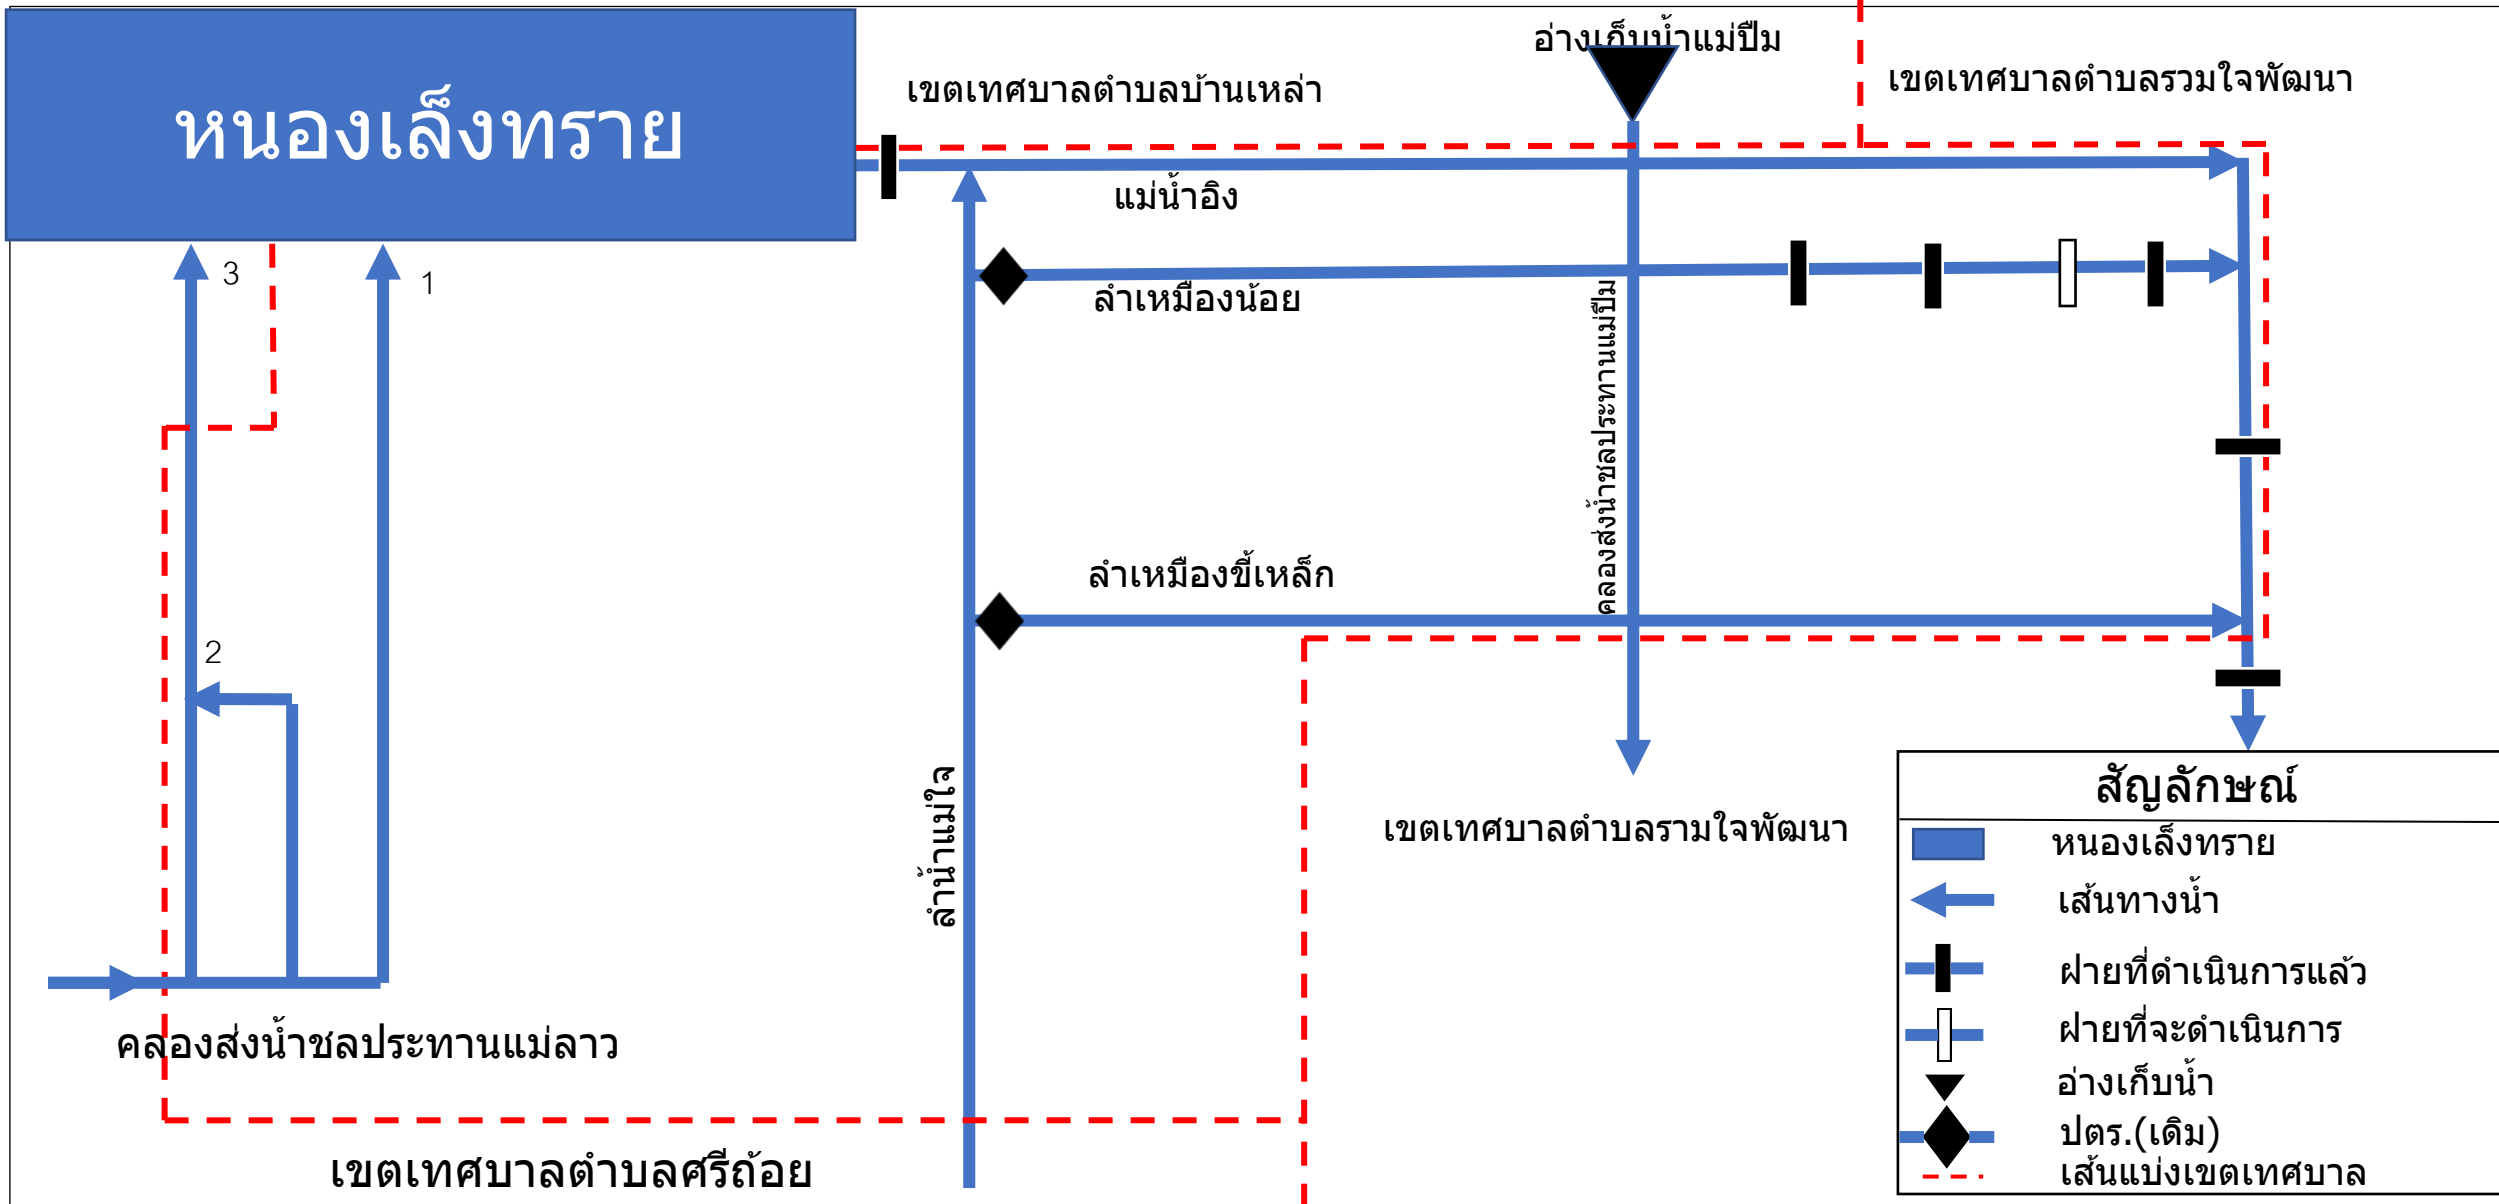 อ่างเก็บน้ำแม่ปืม
เขตเทศบาลตำบลบ้านเหล่า
เขตเทศบาลตำบลรวมใจพัฒนา
หนองเล็งทราย
แม่น้ำอิง
3
1
ลำเหมืองน้อย
คลองส่งน้ำชลประทานแม่ปืม
ลำเหมืองขี้เหล็ก
2
ลำน้ำแม่ใจ
เขตเทศบาลตำบลรามใจพัฒนา
คลองส่งน้ำชลประทานแม่ลาว
เขตเทศบาลตำบลศรีถ้อย
สัญลักษณ์
หนองเล็งทราย
เส้นทางน้ำ
ฝายที่ดำเนินการแล้ว
ฝายที่จะดำเนินการ
อ่างเก็บน้ำ
ปตร.(เดิม)
เส้นแบ่งเขตเทศบาล